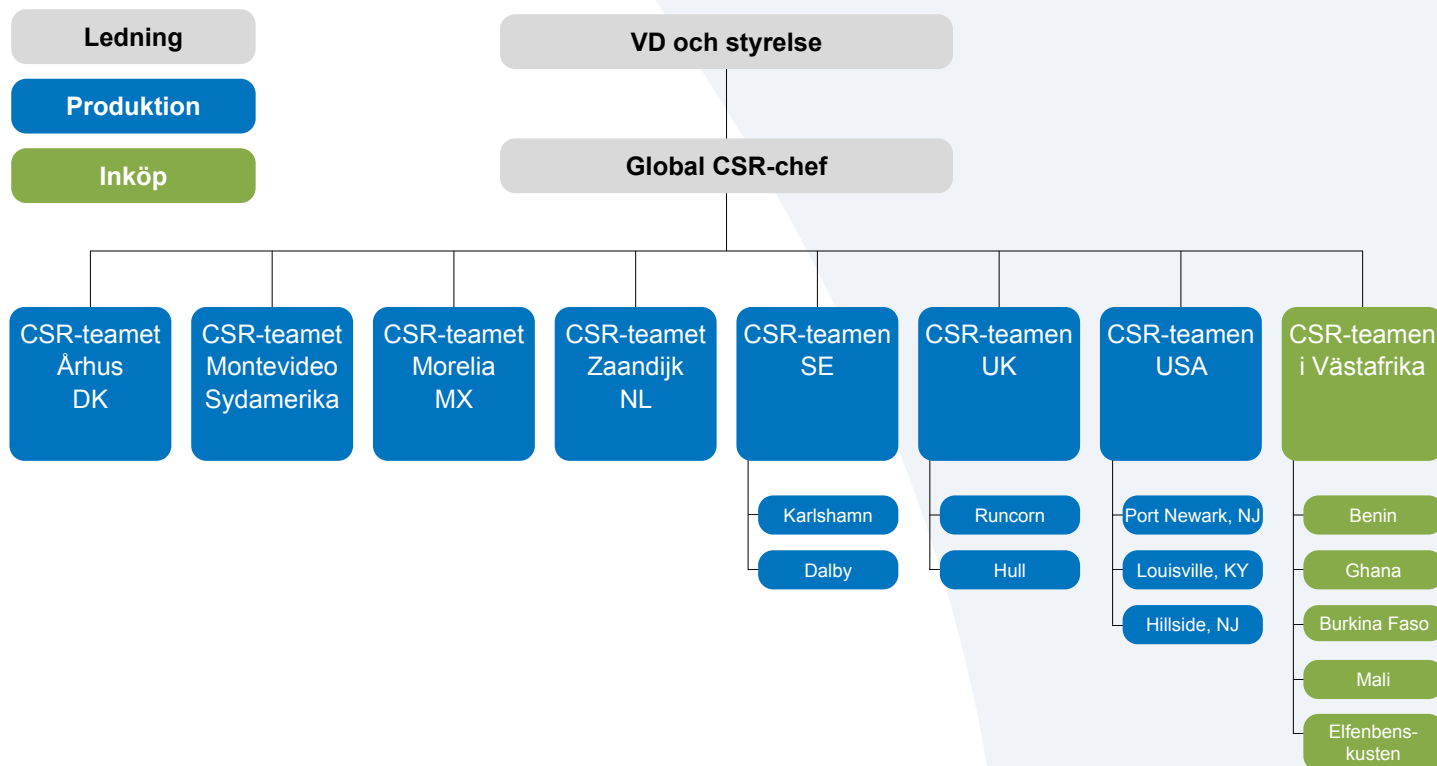 Ledning
Produktion
Inköp
VD och styrelse
Global CSR-chef
CSR-teamet
Århus
DK
CSR-teamet
Montevideo
Sydamerika
CSR-teamet
Morelia
MX
CSR-teamet
Zaandijk
NL
CSR-teamen
SE
CSR-teamen
UK
CSR-teamen
USA
CSR-teamen
i Västafrika
Karlshamn
Dalby
Runcorn
Hull
Port Newark, NJ
Louisville, KY
Hillside, NJ
Benin
Ghana
Burkina Faso
Mali
Elfenbens-
kusten